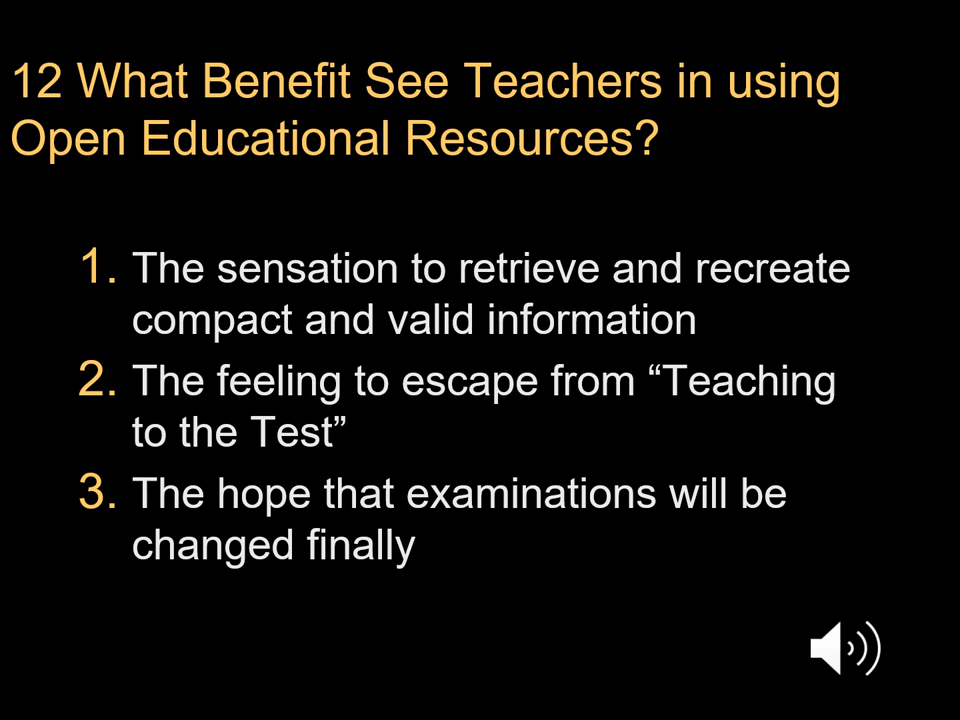 12 What Benefit See Teachers in using
Open Educational Resources?
1. The sensation to retrieve and recreate
compact and valid information
2. The feeling to escape from “Teaching
to the Test”
3. The hope that examinations will be
changed finally